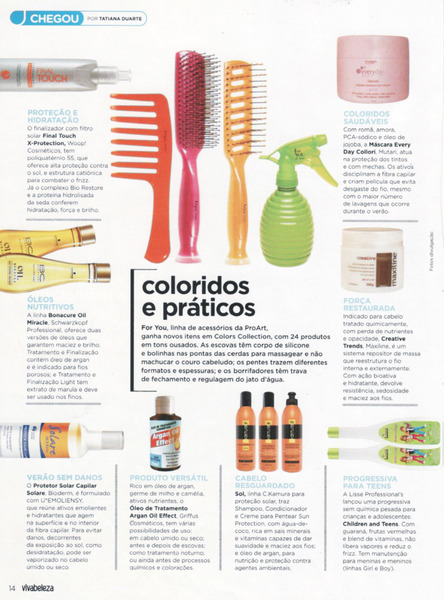 CHEGOU
POR TATIANA DUARTE
PROTEÇÃO E
HIDRATAÇÃO
O finalizador com filtro
solar Final Touch
X-Protection, Woop!
Cosméticos, tem
poliquatérnio 55, que
oferece alta proteção contra
o sol, e estrutura catiônica
para combater o frizz.
Já o complexo Bio Restore
e a proteína hidrolisada
da seda conferem
hidratação, força e brilho.
COLORIDOS
SAUDÁVEIS
Com romã, amora,
PCA-sódico e óleo de
jojoba, a Máscara Every
Day Collori, Mutari, atua
na proteção dos tintos
e com mechas. Os ativos
disciplinam a fibra capilar
e criam película que evita
desgaste do fio, mesmo
com o maior número
de lavagens que ocorre
durante o verão.
Fotos divulgação
coloridos
e práticos
For You, linha de acessórios da ProArt,
ganha novos itens em Colors Collection, com 24 produtos
em tons ousados. As escovas têm corpo de silicone
e bolinhas nas pontas das cerdas para massagear e não
machucar o couro cabeludo; os pentes trazem diferentes
formatos e espessuras; e os borrifadores têm trava
de fechamento e regulagem do jato d'água.
ÓLEOS
NUTRITIVOS
A linha Bonacure Oil
Miracle, Schwarzkopf
Professional, oferece duas
versões de óleos que
garantem maciez e brilho.
Tratamento e Finalização
contém óleo de argan
e é indicado para fios
porosos; e Tratamento e
Finalização Light tem
extrato de marula e deve
ser usado nos finos.
FORÇA
RESTAURADA
Indicado para cabelo
tratado quimicamente,
com perda de nutrientes
e opacidade, Creative
Trends, Maxiline, é um
sistema repositor de massa
que reestrutura o fio
interna e externamente.
Com ação bioativa
e hidratante, devolve
resistência, sedosidade
e maciez aos fios.
VERÃO SEM DANOS
O Protetor Solar Capilar
Solare, Bioderm, é formulado
com U*EMOLIENSY,
que reúne ativos emolientes
e hidratantes que agem
na superfície e no interior
da fibra capilar. Para evitar
danos, decorrentes
da exposição ao sol, como
desidratação, pode ser
vaporizado no cabelo
úmido ou seco.
PRODUTO VERSÁTIL
Rico em óleo de argan,
germe de milho e camélia,
ativos nutrientes, o
Óleo de Tratamento
Argan Oil Effect, Griffus
Cosméticos, tem várias
possibilidades de uso:
em cabelo úmido ou seco;
antes e depois de escovas;
como tratamento noturno;
ou ainda antes de processos
químicos e colorações.
CABELO
RESGUARDADO
Sol, linha C.Kamura para
proteção solar, traz
Shampoo, Condicionador
e Creme para Pentear Sun
Protection, com água-de-
coco, rica em sais minerais
e vitaminas capazes de dar
suavidade e maciez aos fios;
e óleo de argan, para
nutrição e proteção contra
agentes ambientais.
PROGRESSIVA
PARA TEENS
A Lisse Professional's
lançou uma progressiva
sem química pesada para
crianças e adolescentes:
Children and Teens. Com
guaraná, frutas vermelhas
e blend de vitaminas, não
libera vapores e reduz o
frizz. Tem manutenção
para meninas e meninos
(linhas Girl e Boy).
14 vivabeleza